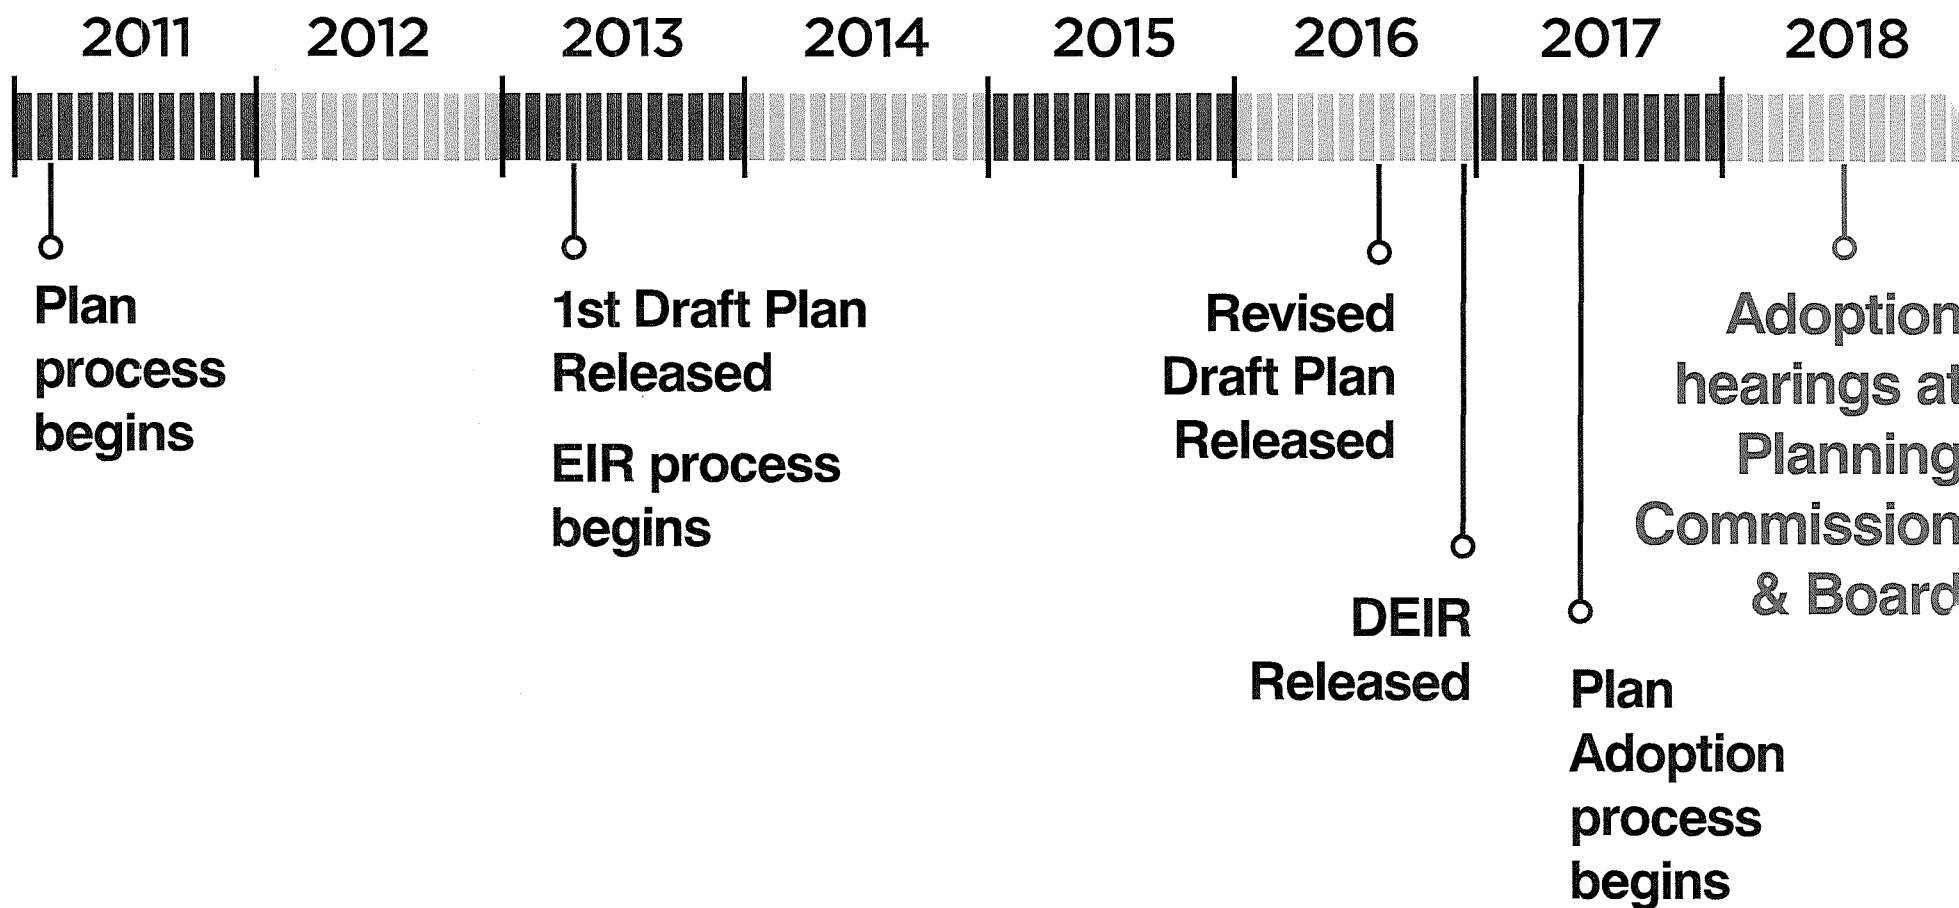 2011 2012 2013 2014 2015 2016 2017 2018
Plan
process
begins
1st Draft Plan
Released
EIR process
begins
Revised
Draft Plan
Released
DEIR
Released
Plan
Adoption
process
begins
Adoption
hearings at
Planning
Commission
& Board